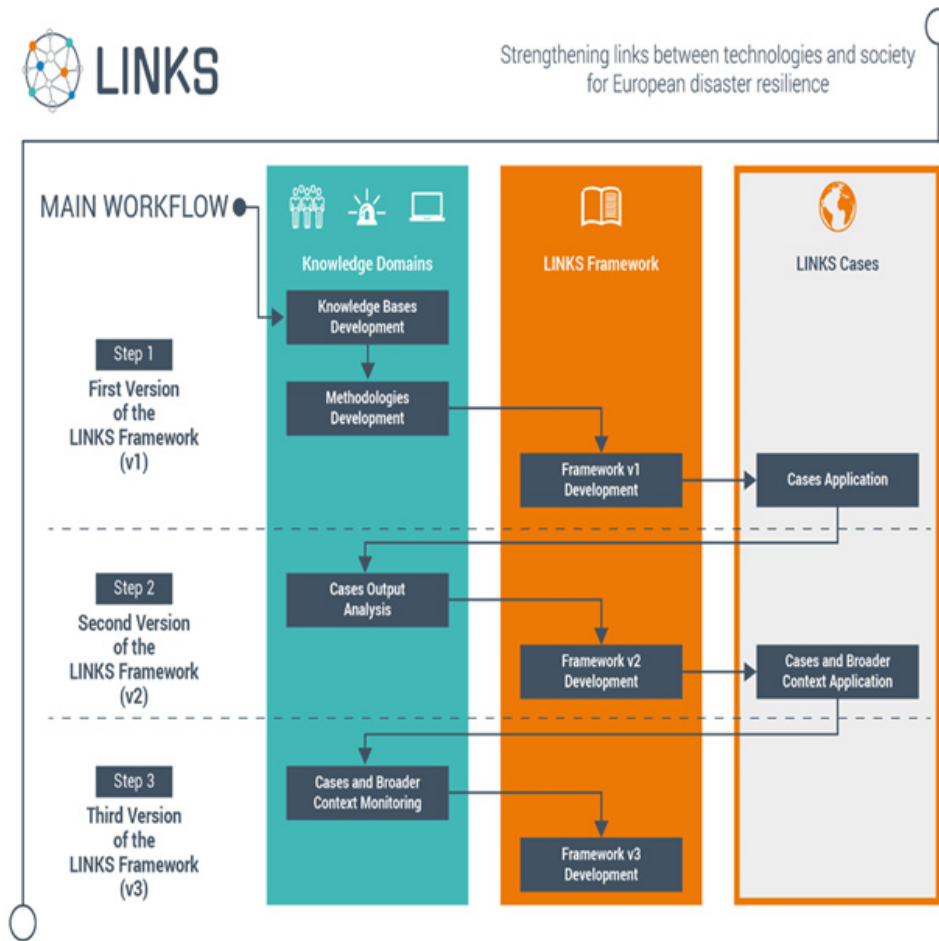 LINKS
Strengthening links between technologies and society
for European disaster resilience
MAIN WORKFLOW
Knowledge Domains
LINKS Framework
LINKS Cases
Step 1
First Version
of the
LINKS Framework
(v1)
Knowledge Bases
Development
Methodologies
Development
Framework v1
Development
Cases Application
Step 2
Second Version
of the
LINKS Framework
(v2)
Cases Output
Analysis
Framework v2
Development
Cases and Broader
Context Application
Step 3
Third Version
of the
LINKS Framework
(v3)
Cases and Broader
Context Monitoring
Framework v3
Development